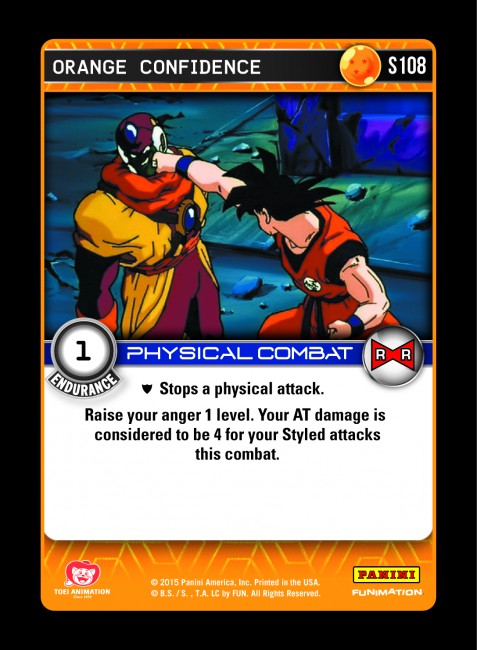 ORANGE CONFIDENCE
S108
1
ENDURANCE
PHYSICAL COMBAT
R R
Stops a physical attack.
Raise your anger 1 level. Your AT damage is
considered to be 4 for your Styled attacks
this combat.
TOEI ANIMATION
Since 1956
© 2015 Panini America, Inc. Printed in the USA.
© B.S. / S. , T.A. LC by FUN. All Rights Reserved.
PANINI
FUNIMATION